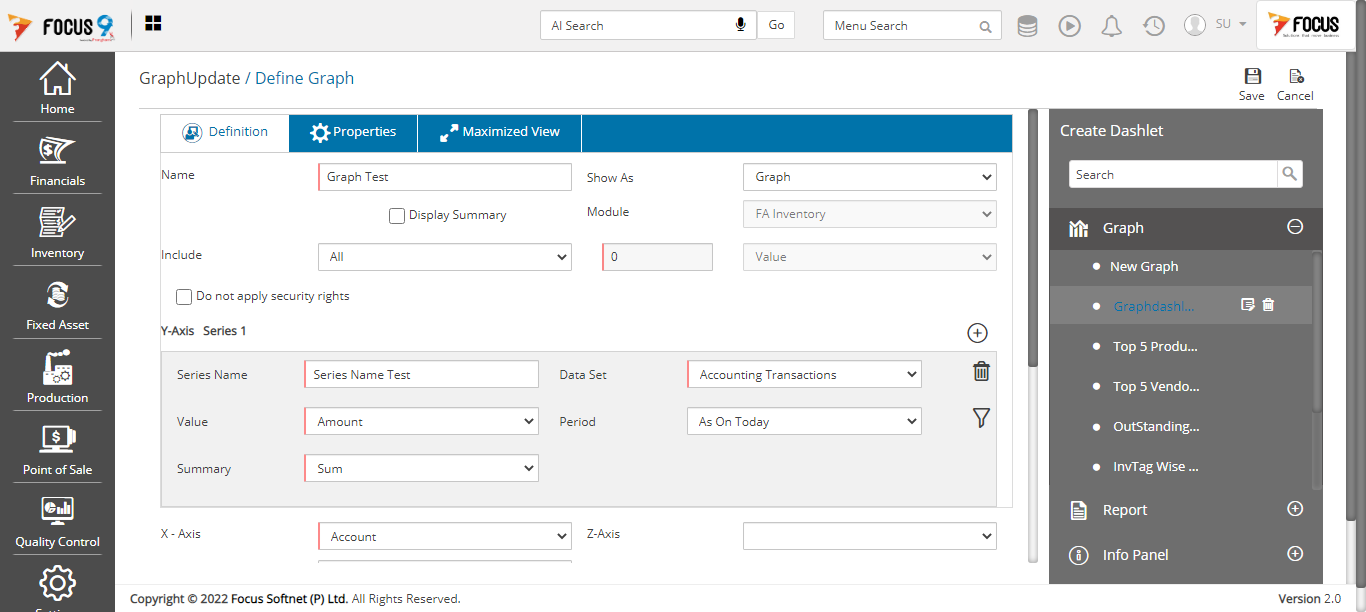 FOCUS 9
AI Search
Go
Menu Search
SU
FOCUS
Home
Financials
Inventory
Fixed Asset
Production
Point of Sale
Quality Control
GraphUpdate / Define Graph
Save
Cancel
Definition
Properties
Maximized View
Name
Graph Test
Show As
Graph
Display Summary
Module
FA Inventory
Include
All
0
Value
Do not apply security rights
Y-Axis Series 1
Series Name
Series Name Test
Data Set
Accounting Transactions
Value
Amount
Period
As On Today
Summary
Sum
X - Axis
Account
Z-Axis
Create Dashlet
Search
Graph
New Graph
Graphdashl...
Top 5 Produ...
Top 5 Vendo...
OutStanding...
InvTag Wise ...
Report
Info Panel
Copyright © 2022 Focus Softnet (P) Ltd. All Rights Reserved.
Version 2.0